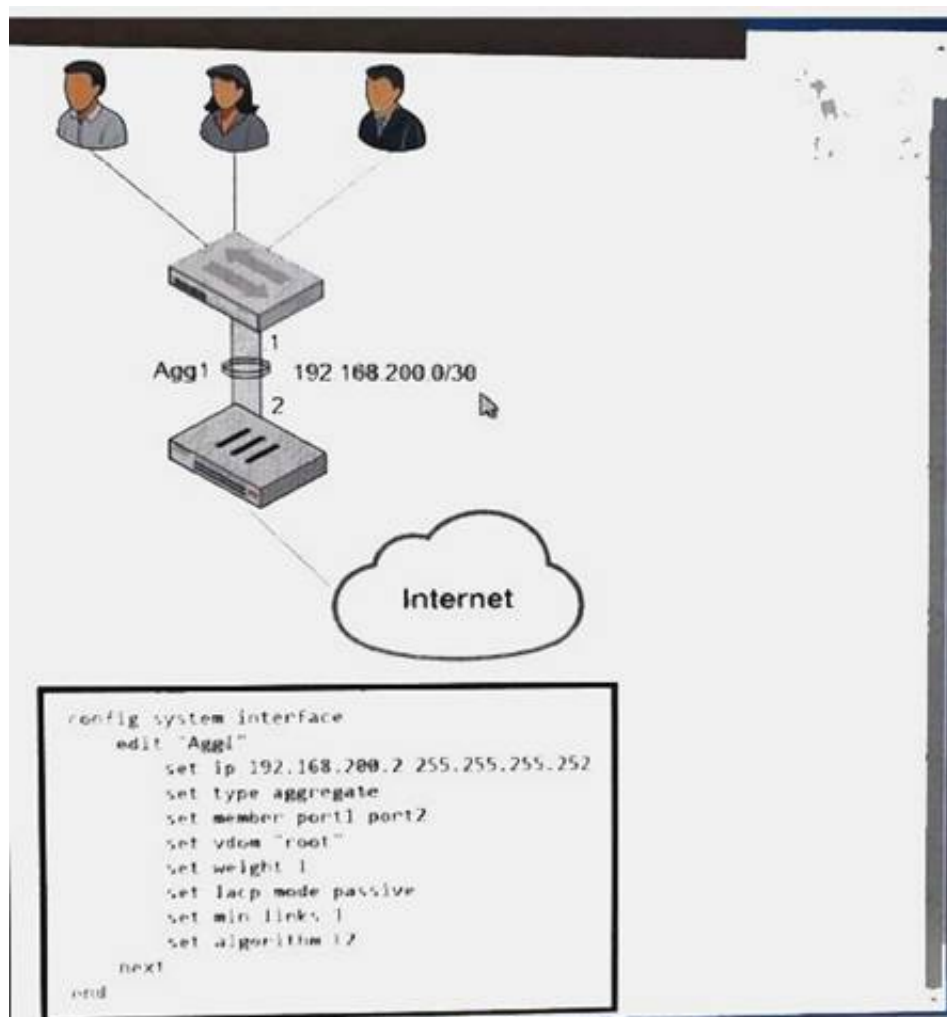 1
Agg1 192 168.200.0/30
2
Internet
config system interface
edit "Agg1"
set ip 192.168.200.2 255.255.255.252
set type aggregate
set member port1 port2
set vdom "root"
set weight 1
set lacp mode passive
set min links 1
set algorithm L2
next
end